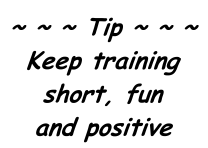 ~ ~ ~ Tip ~ ~ ~
Keep training
short, fun
and positive